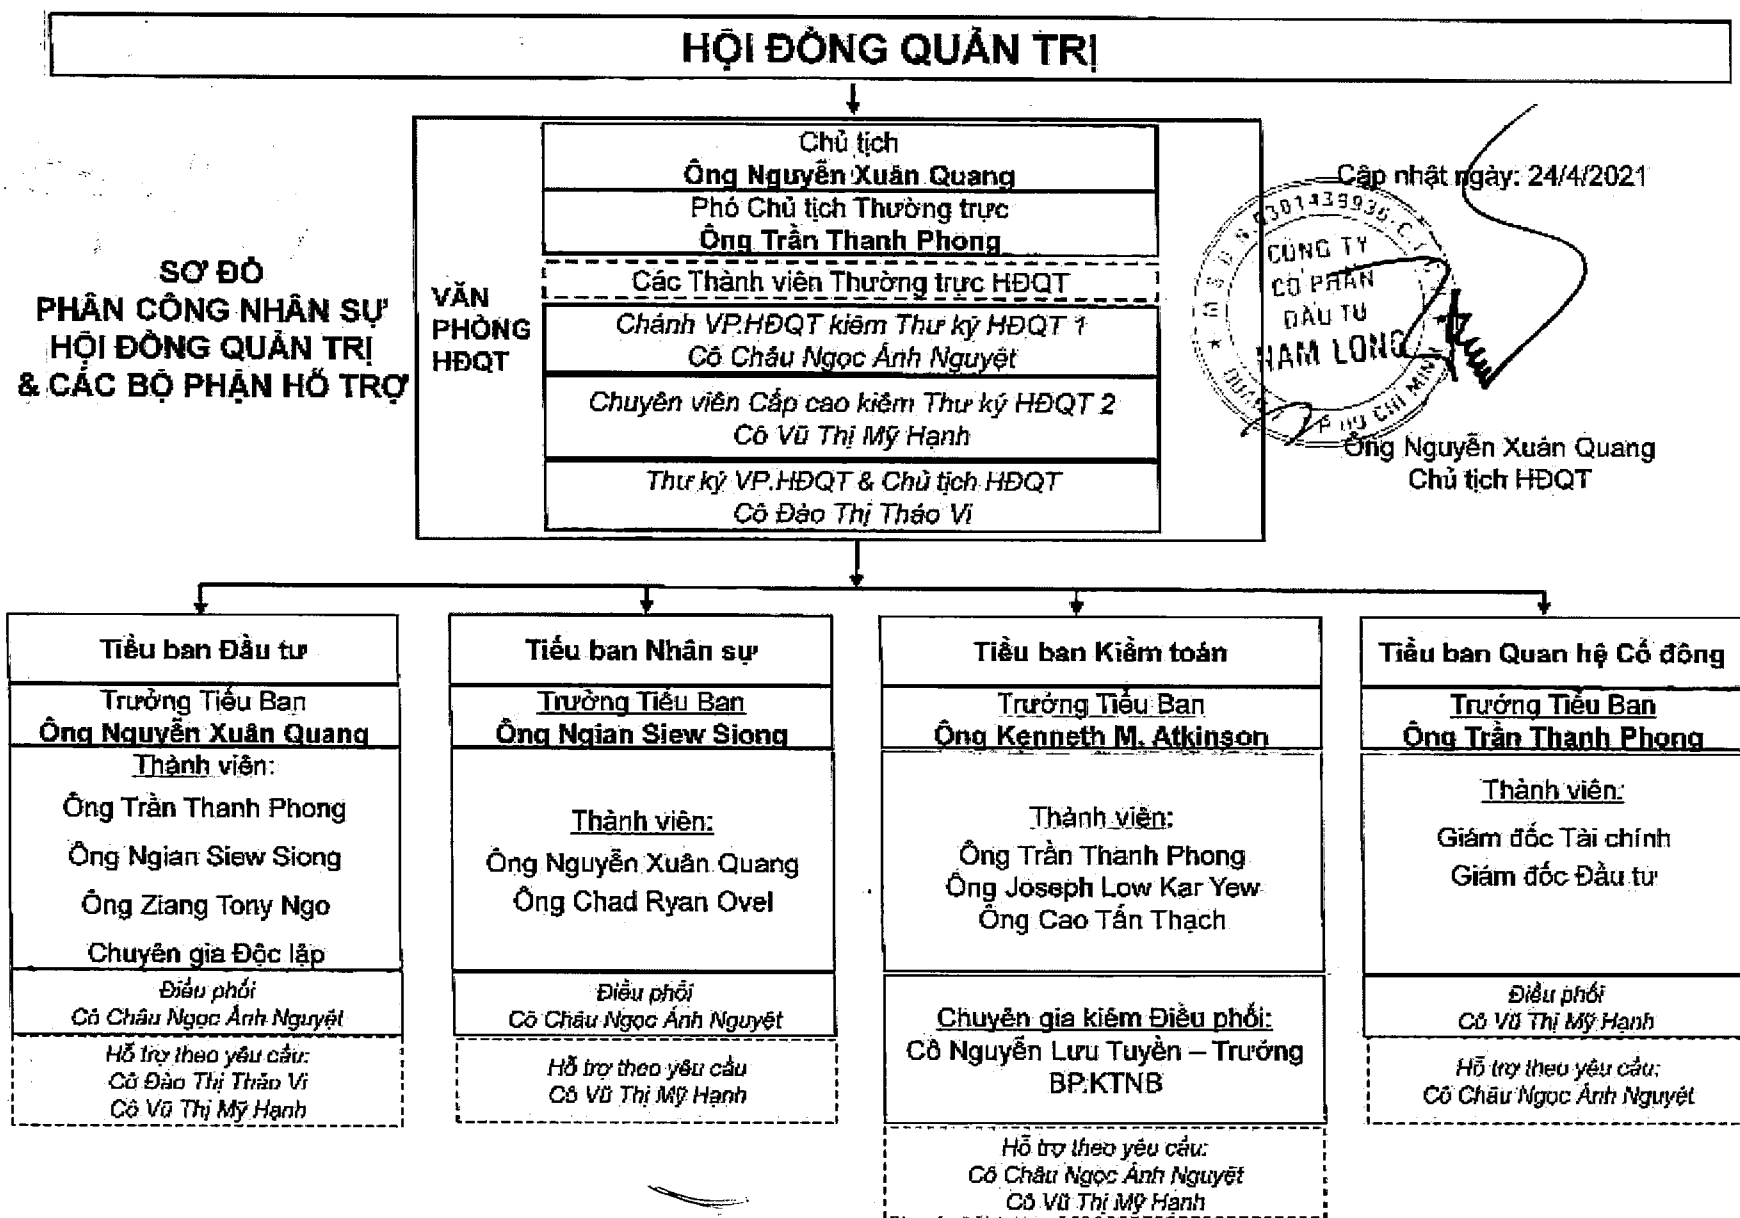 HỘI ĐỒNG QUẢN TRỊ
Chủ tịch
Ông Nguyễn Xuân Quang
Phó Chủ tịch Thường trực
Ông Trần Thanh Phong
Các Thành viên Thường trực HĐQT
Chánh VP.HĐQT kiêm Thư ký HĐQT 1
Cô Châu Ngọc Ánh Nguyệt
Chuyên viên Cấp cao kiêm Thư ký HĐQT 2
Cô Vũ Thị Mỹ Hạnh
Thư ký VP.HĐQT & Chủ tịch HĐQT
Cô Đào Thị Thảo Vi
VĂN
PHÒNG
HĐQT
SƠ ĐỒ
PHÂN CÔNG NHÂN SỰ
HỘI ĐỒNG QUẢN TRỊ
& CÁC BỘ PHẬN HỖ TRỢ
Cập nhật ngày: 24/4/2021
CÔNG TY
CỔ PHẦN
ĐẦU TƯ
NAM LONG
Ông Nguyễn Xuân Quang
Chủ tịch HĐQT
Tiểu ban Đầu tư
Trưởng Tiểu Ban
Ông Nguyễn Xuân Quang
Thành viên:
Ông Trần Thanh Phong
Ông Ngian Siew Siong
Ông Ziang Tony Ngo
Chuyên gia Độc lập
Điều phối
Cô Châu Ngọc Ánh Nguyệt
Hỗ trợ theo yêu cầu:
Cô Đào Thị Thảo Vi
Cô Vũ Thị Mỹ Hạnh
Tiểu ban Nhân sự
Trưởng Tiểu Ban
Ông Ngian Siew Siong
Thành viên:
Ông Nguyễn Xuân Quang
Ông Chad Ryan Ovel
Điều phối
Cô Châu Ngọc Ánh Nguyệt
Hỗ trợ theo yêu cầu
Cô Vũ Thị Mỹ Hạnh
Tiểu ban Kiểm toán
Trưởng Tiểu Ban
Ông Kenneth M. Atkinson
Thành viên:
Ông Trần Thanh Phong
Ông Joseph Low Kar Yew
Ông Cao Tấn Thạch
Chuyên gia kiêm Điều phối:
Cô Nguyễn Lưu Tuyền – Trưởng
BP.KTNB
Hỗ trợ theo yêu cầu:
Cô Châu Ngọc Ánh Nguyệt
Cô Vũ Thị Mỹ Hạnh
Tiểu ban Quan hệ Cổ đông
Trưởng Tiểu Ban
Ông Trần Thanh Phong
Thành viên:
Giám đốc Tài chính
Giám đốc Đầu tư
Điều phối
Cô Vũ Thị Mỹ Hạnh
Hỗ trợ theo yêu cầu:
Cô Châu Ngọc Ánh Nguyệt